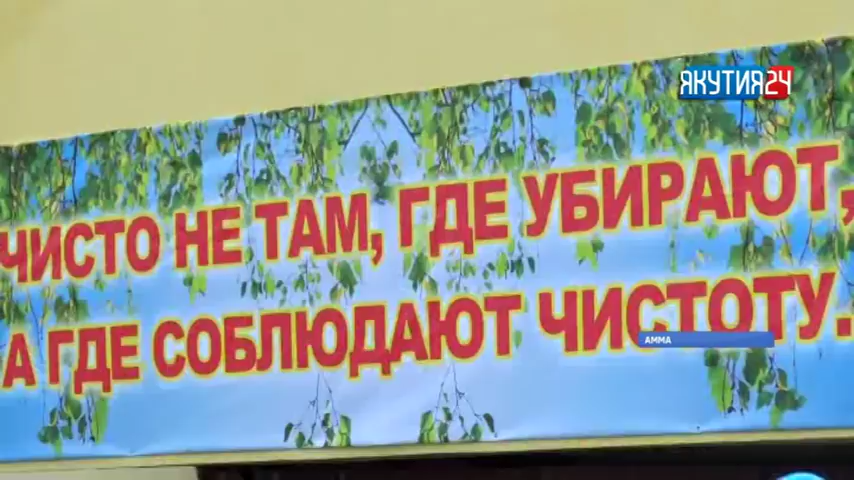 ЯКУТИЯ24
ЧИСТО НЕ ТАМ, ГДЕ УБИРАЮТ,
А ГДЕ СОБЛЮДАЮТ ЧИСТОТУ.
АММА